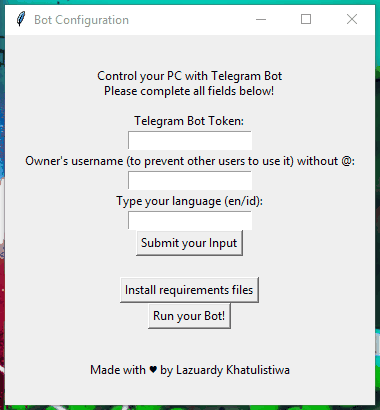 Bot Configuration
Control your PC with Telegram Bot
Please complete all fields below!
Telegram Bot Token:
Owner's username (to prevent other users to use it) without @:
Type your language (en/id):
Submit your Input
Install requirements files
Run your Bot!
Made with ♥ by Lazuardy Khatulistiwa